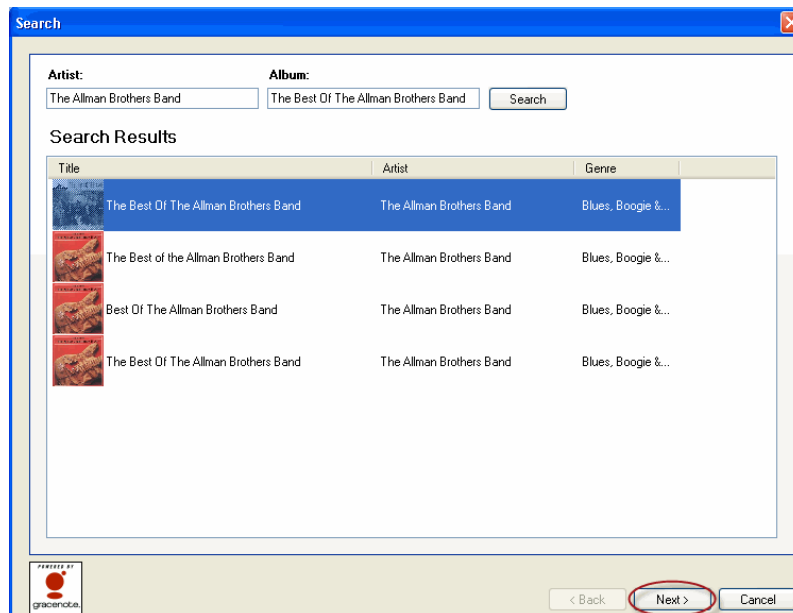 Search
Artist: Album:
The Allman Brothers Band The Best Of The Allman Brothers Band Search
Search Results
Title Artist Genre
The Best Of The Allman Brothers Band The Allman Brothers Band Blues, Boogie &...
The Best of the Allman Brothers Band The Allman Brothers Band Blues, Boogie &...
Best Of The Allman Brothers Band The Allman Brothers Band Blues, Boogie &...
The Best Of The Allman Brothers Band The Allman Brothers Band Blues, Boogie &...
POWERED BY
gracenote.
< Back Next > Cancel